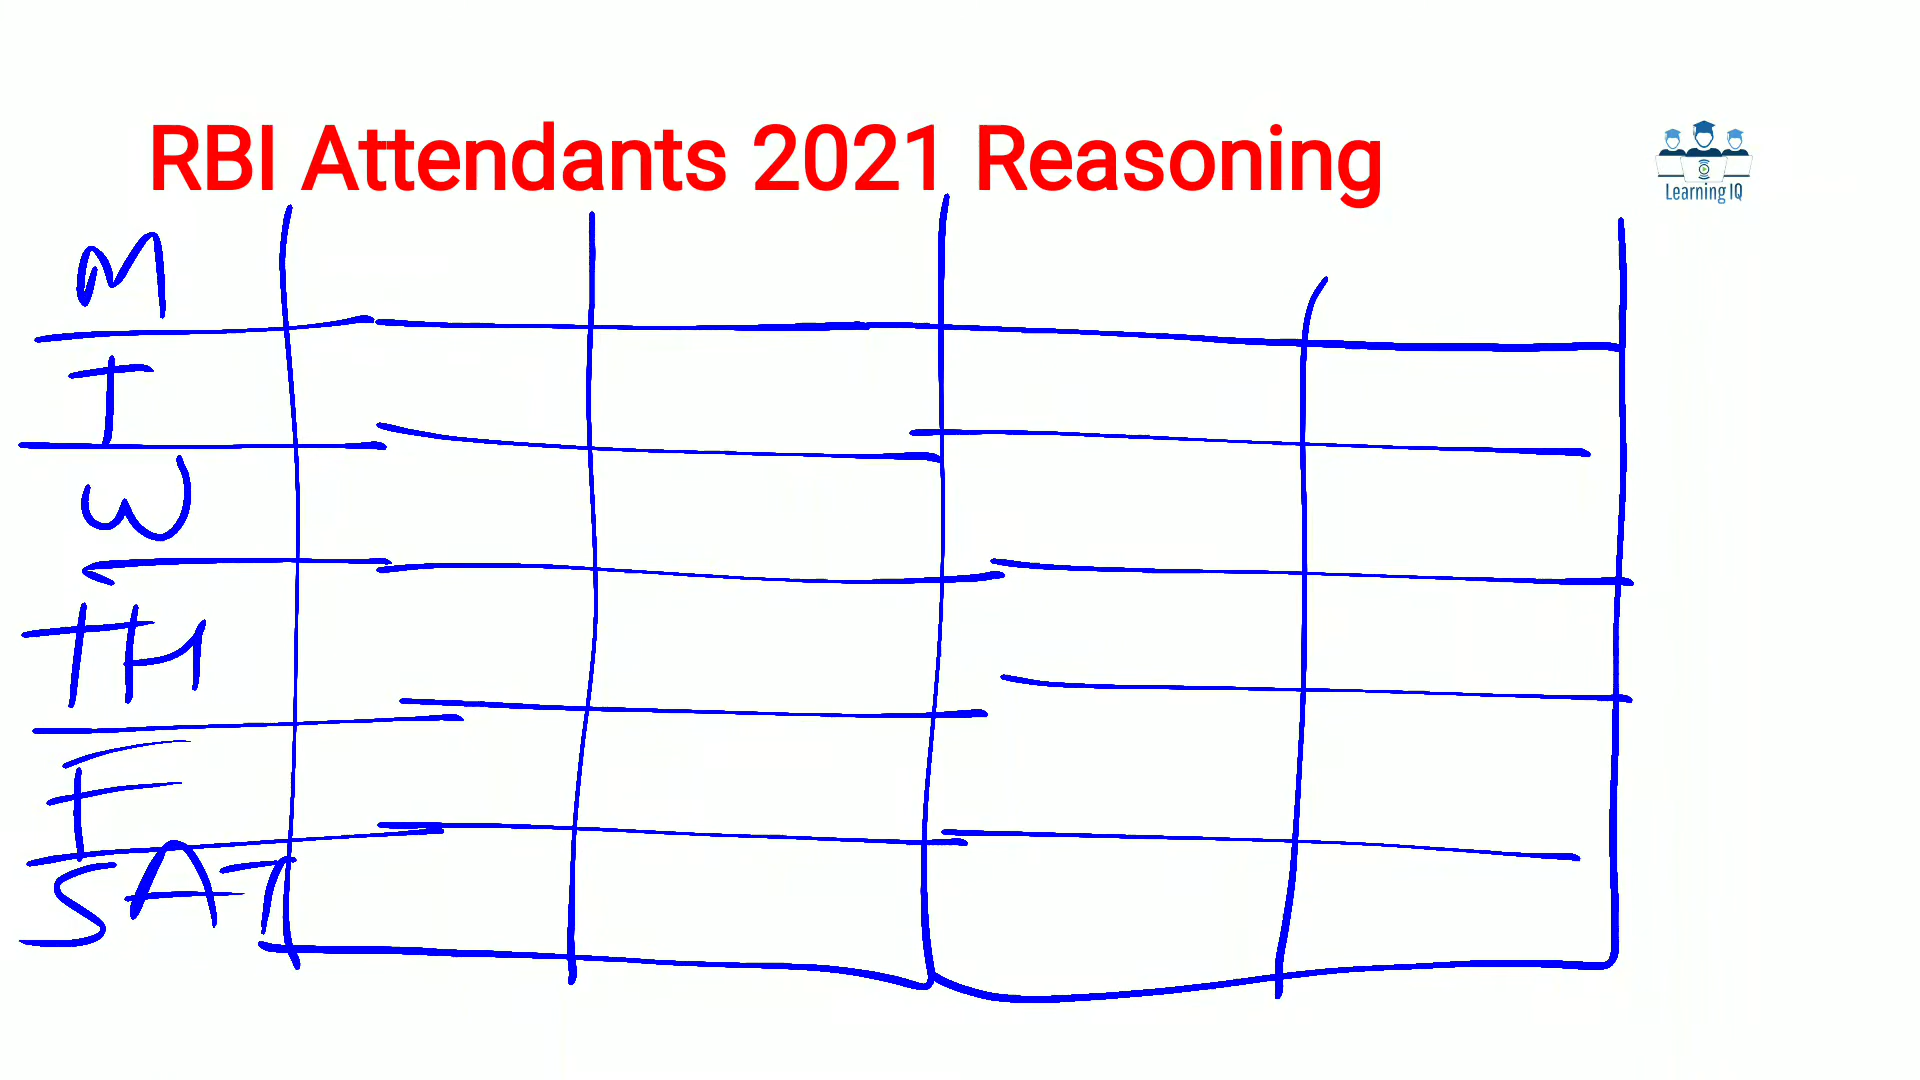 RBI Attendants 2021 Reasoning
Learning IQ
M
T
W
TH
F
SAT